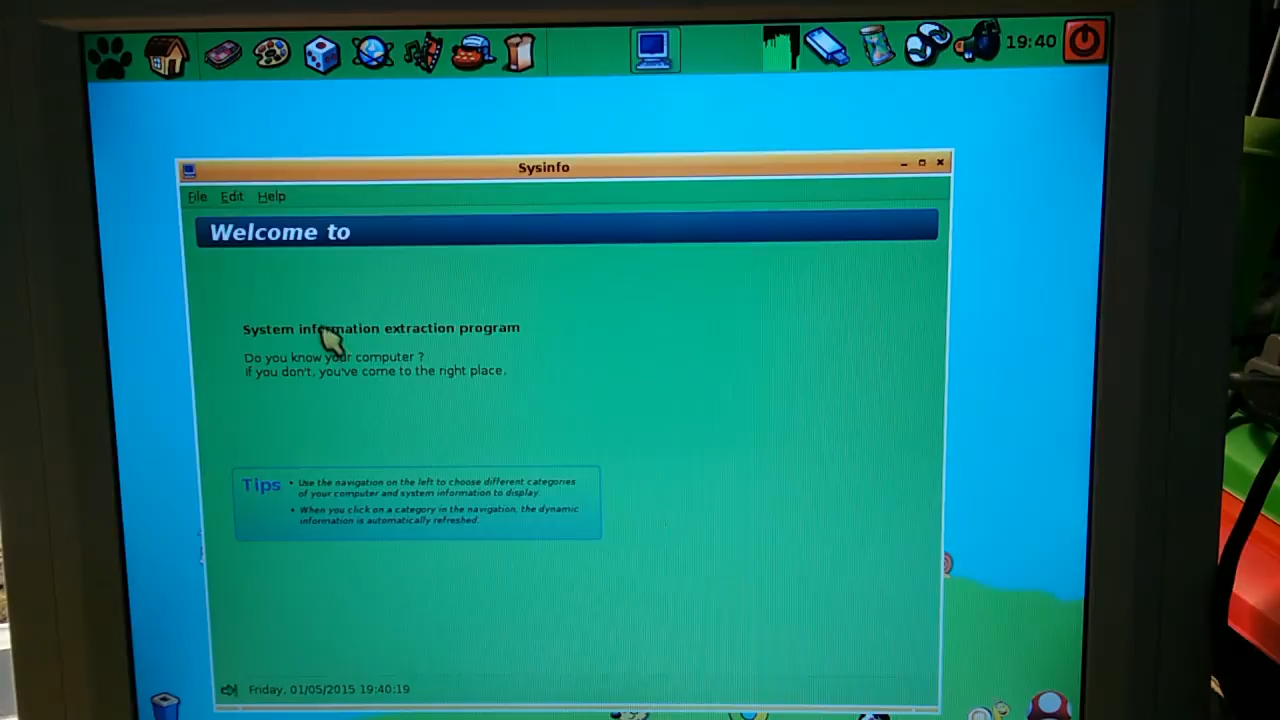 19:40
Sysinfo
File Edit Help
Welcome to
System information extraction program
Do you know your computer ?
If you don't, you've come to the right place.
Tips
• Use the navigation on the left to choose different categories
of your computer and system information to display.
• When you click on a category in the navigation, the dynamic
information is automatically refreshed.
Friday, 01/05/2015 19:40:19